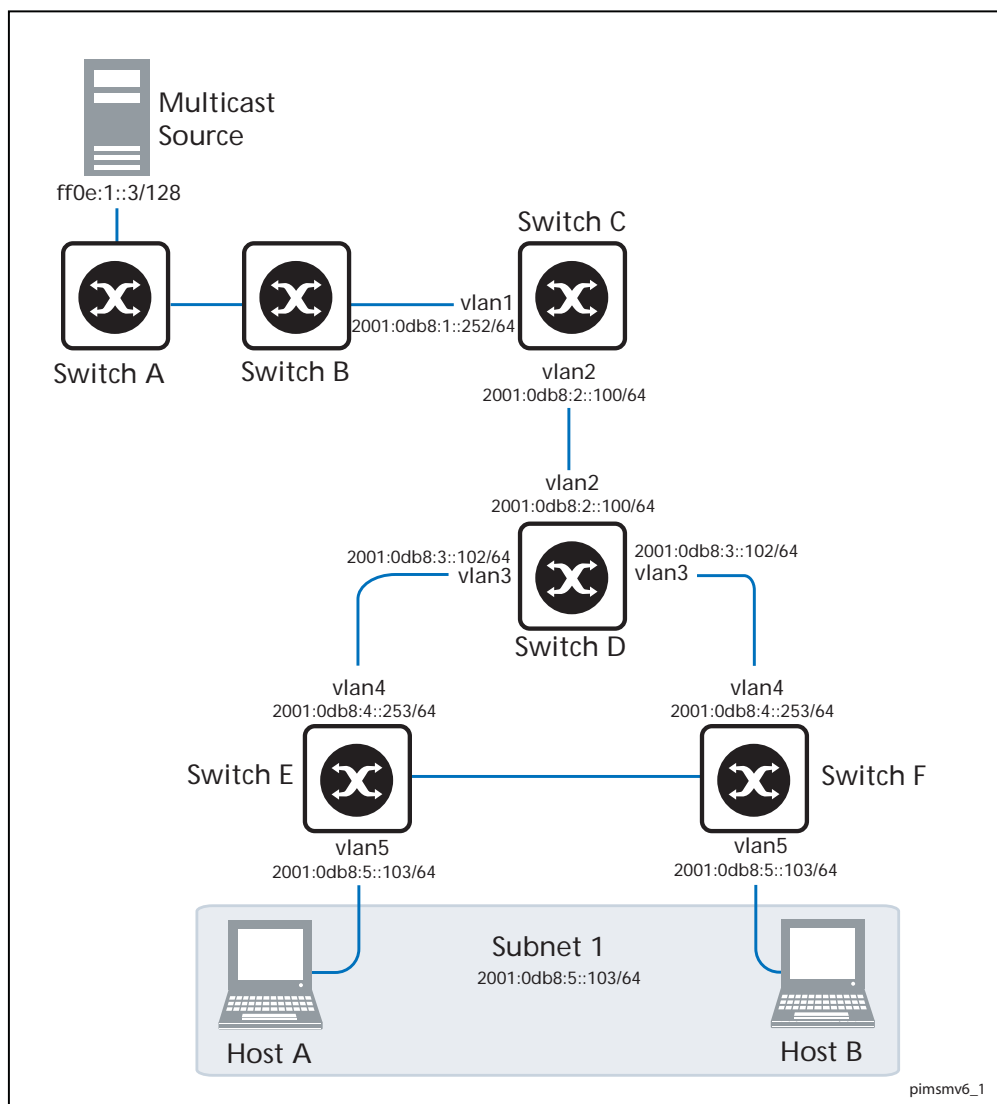 Multicast
Source
ff0e:1::3/128
Switch C
vlan1
2001:0db8:1::252/64
Switch A
Switch B
vlan2
2001:0db8:2::100/64
vlan2
2001:0db8:2::100/64
2001:0db8:3::102/64
vlan3
2001:0db8:3::102/64
vlan3
Switch D
vlan4
2001:0db8:4::253/64
vlan4
2001:0db8:4::253/64
Switch E
Switch F
vlan5
2001:0db8:5::103/64
vlan5
2001:0db8:5::103/64
Subnet 1
2001:0db8:5::103/64
Host A
Host B
pimsmv6_1